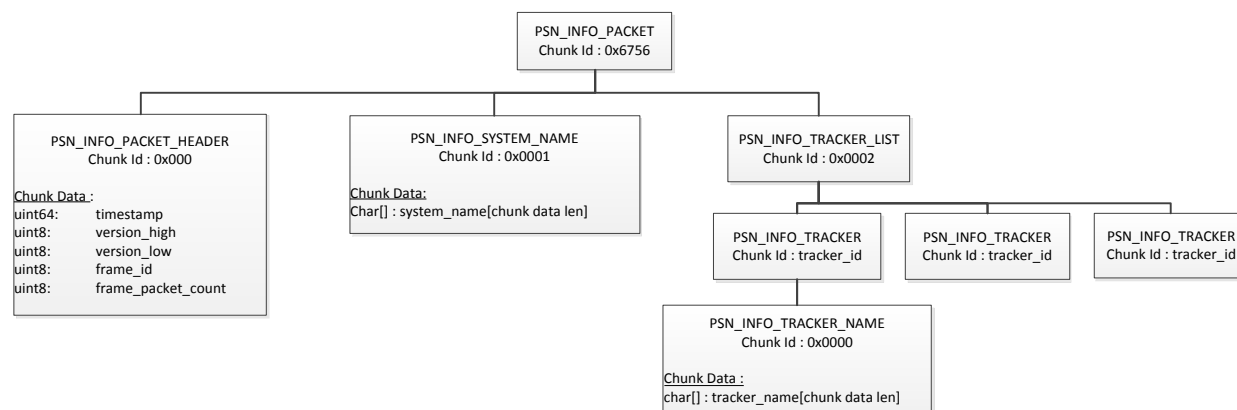 PSN_INFO_PACKET
Chunk Id : 0x6756
PSN_INFO_PACKET_HEADER
Chunk Id : 0x000
Chunk Data :
uint64: timestamp
uint8: version_high
uint8: version_low
uint8: frame_id
uint8: frame_packet_count
PSN_INFO_SYSTEM_NAME
Chunk Id : 0x0001
Chunk Data:
Char[] : system_name[chunk data len]
PSN_INFO_TRACKER_LIST
Chunk Id : 0x0002
PSN_INFO_TRACKER
Chunk Id : tracker_id
PSN_INFO_TRACKER
Chunk Id : tracker_id
PSN_INFO_TRACKER
Chunk Id : tracker_id
PSN_INFO_TRACKER_NAME
Chunk Id : 0x0000
Chunk Data :
char[] : tracker_name[chunk data len]